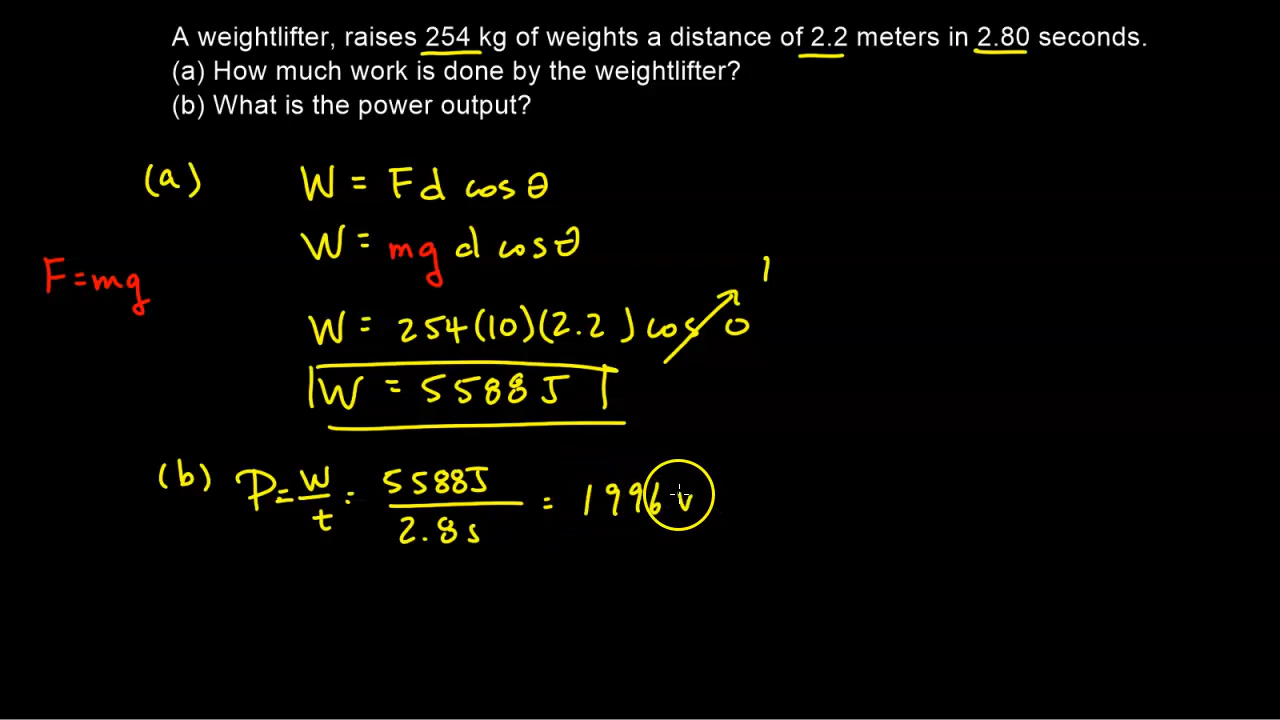 A weightlifter, raises 254 kg of weights a distance of 2.2 meters in 2.80 seconds.
(a) How much work is done by the weightlifter?
(b) What is the power output?
(a) W = Fd cos θ
W = mg d cos θ
F = mg
1
W = 254(10)(2.2) cos 0
W = 5588 J
(b) P = W/t = 5588J/2.8s = 1996